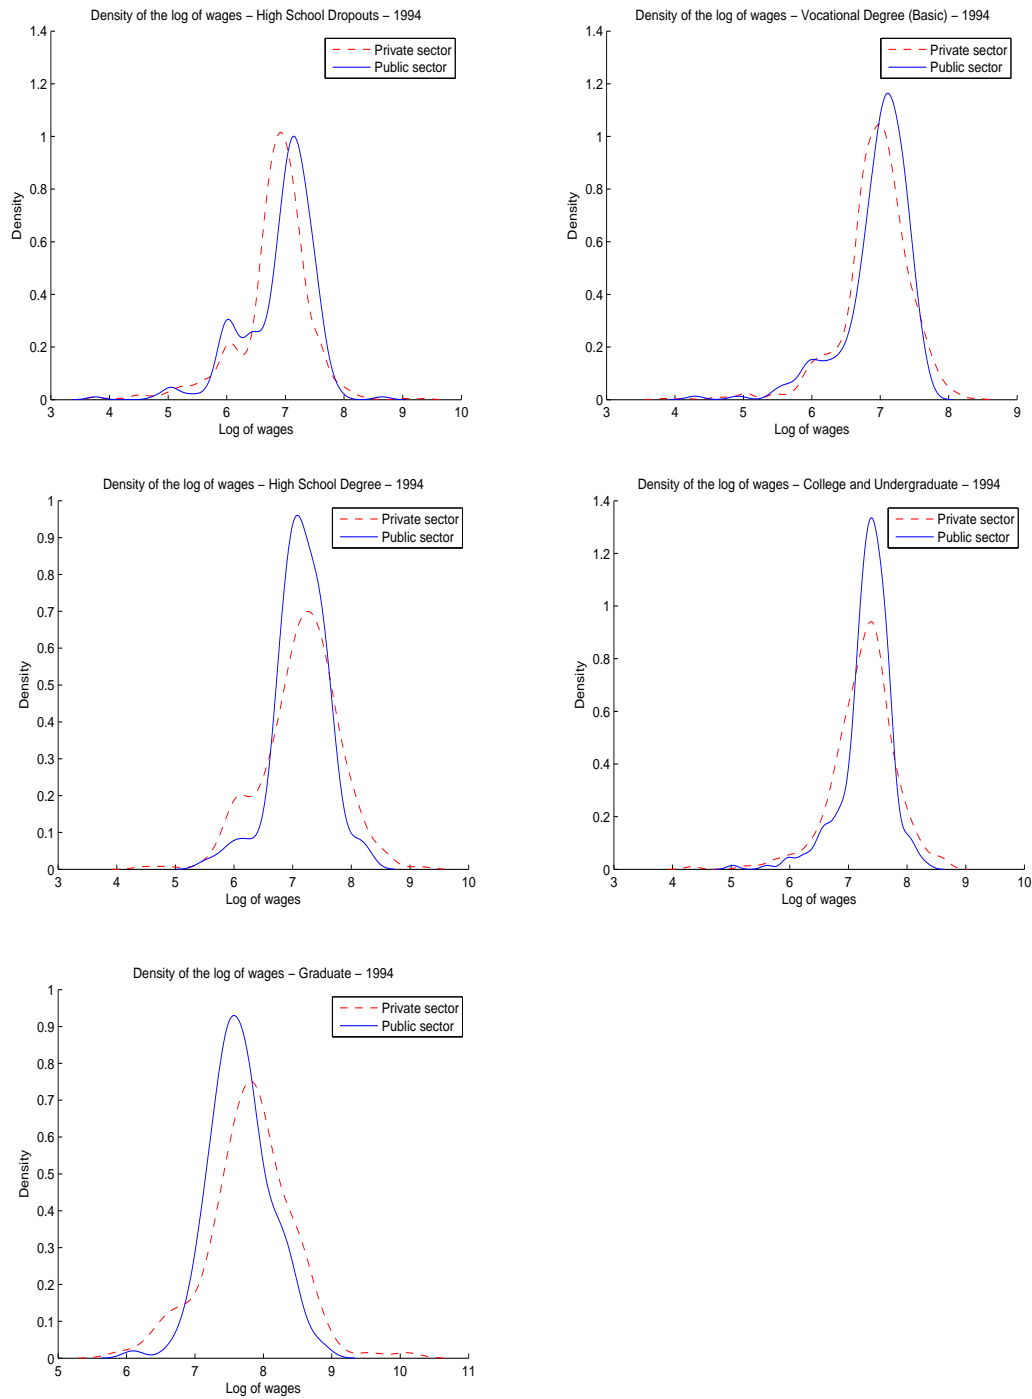 Density of the log of wages – High School Dropouts – 1994
1.4
1.2
1
0.8
0.6
0.4
0.2
0
Density
Private sector
Public sector
3 4 5 6 7 8 9 10
Log of wages
Density of the log of wages – Vocational Degree (Basic) – 1994
1.4
1.2
1
0.8
0.6
0.4
0.2
0
Density
Private sector
Public sector
3 4 5 6 7 8 9
Log of wages
Density of the log of wages – High School Degree – 1994
1
0.9
0.8
0.7
0.6
0.5
0.4
0.3
0.2
0.1
0
Density
Private sector
Public sector
3 4 5 6 7 8 9 10
Log of wages
Density of the log of wages – College and Undergraduate – 1994
1.4
1.2
1
0.8
0.6
0.4
0.2
0
Density
Private sector
Public sector
3 4 5 6 7 8 9 10
Log of wages
Density of the log of wages – Graduate – 1994
1
0.9
0.8
0.7
0.6
0.5
0.4
0.3
0.2
0.1
0
Density
Private sector
Public sector
5 6 7 8 9 10 11
Log of wages